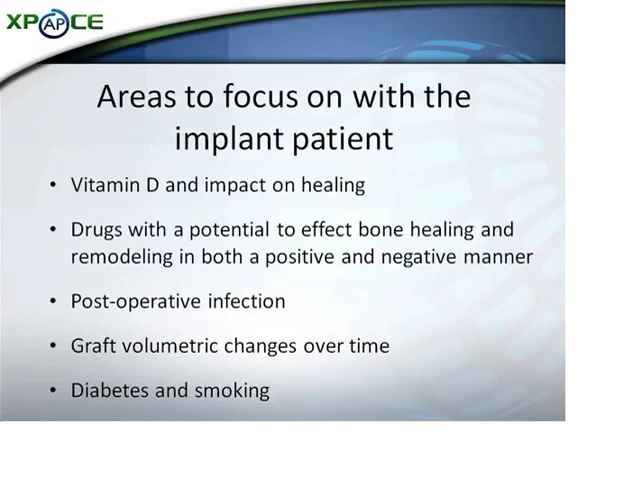 XPAPCE
Areas to focus on with the
implant patient
• Vitamin D and impact on healing
• Drugs with a potential to effect bone healing and
remodeling in both a positive and negative manner
• Post-operative infection
• Graft volumetric changes over time
• Diabetes and smoking